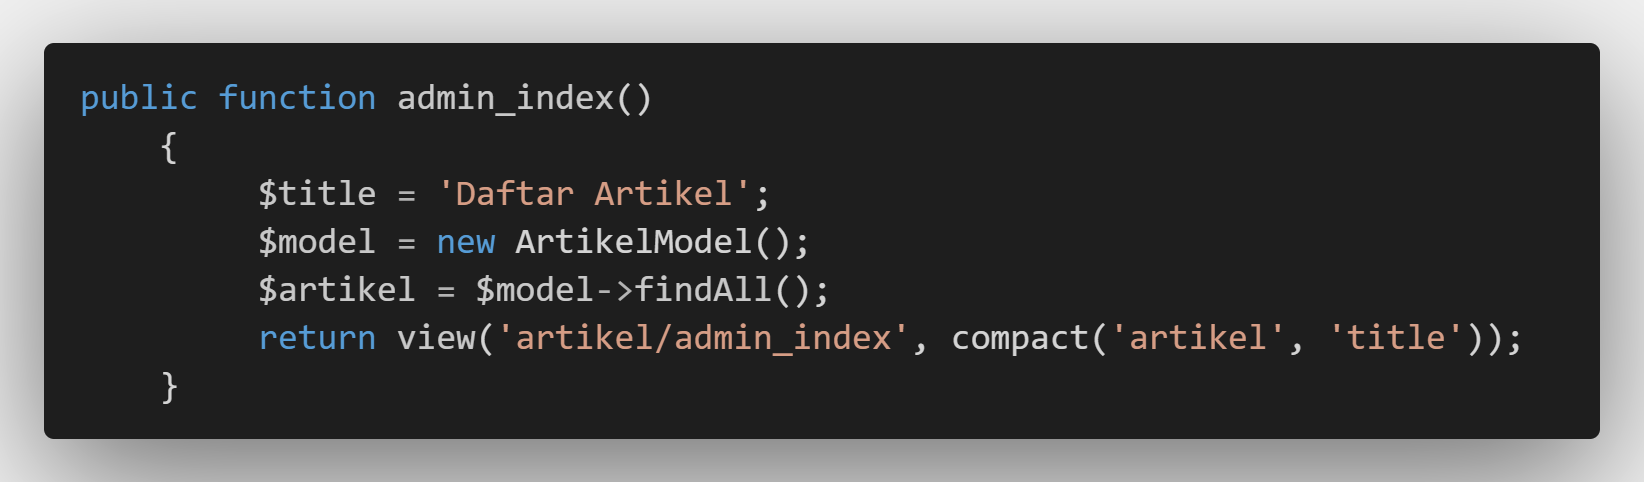 public function admin_index()
{
$title = 'Daftar Artikel';
$model = new ArtikelModel();
$artikel = $model->findAll();
return view('artikel/admin_index', compact('artikel', 'title'));
}